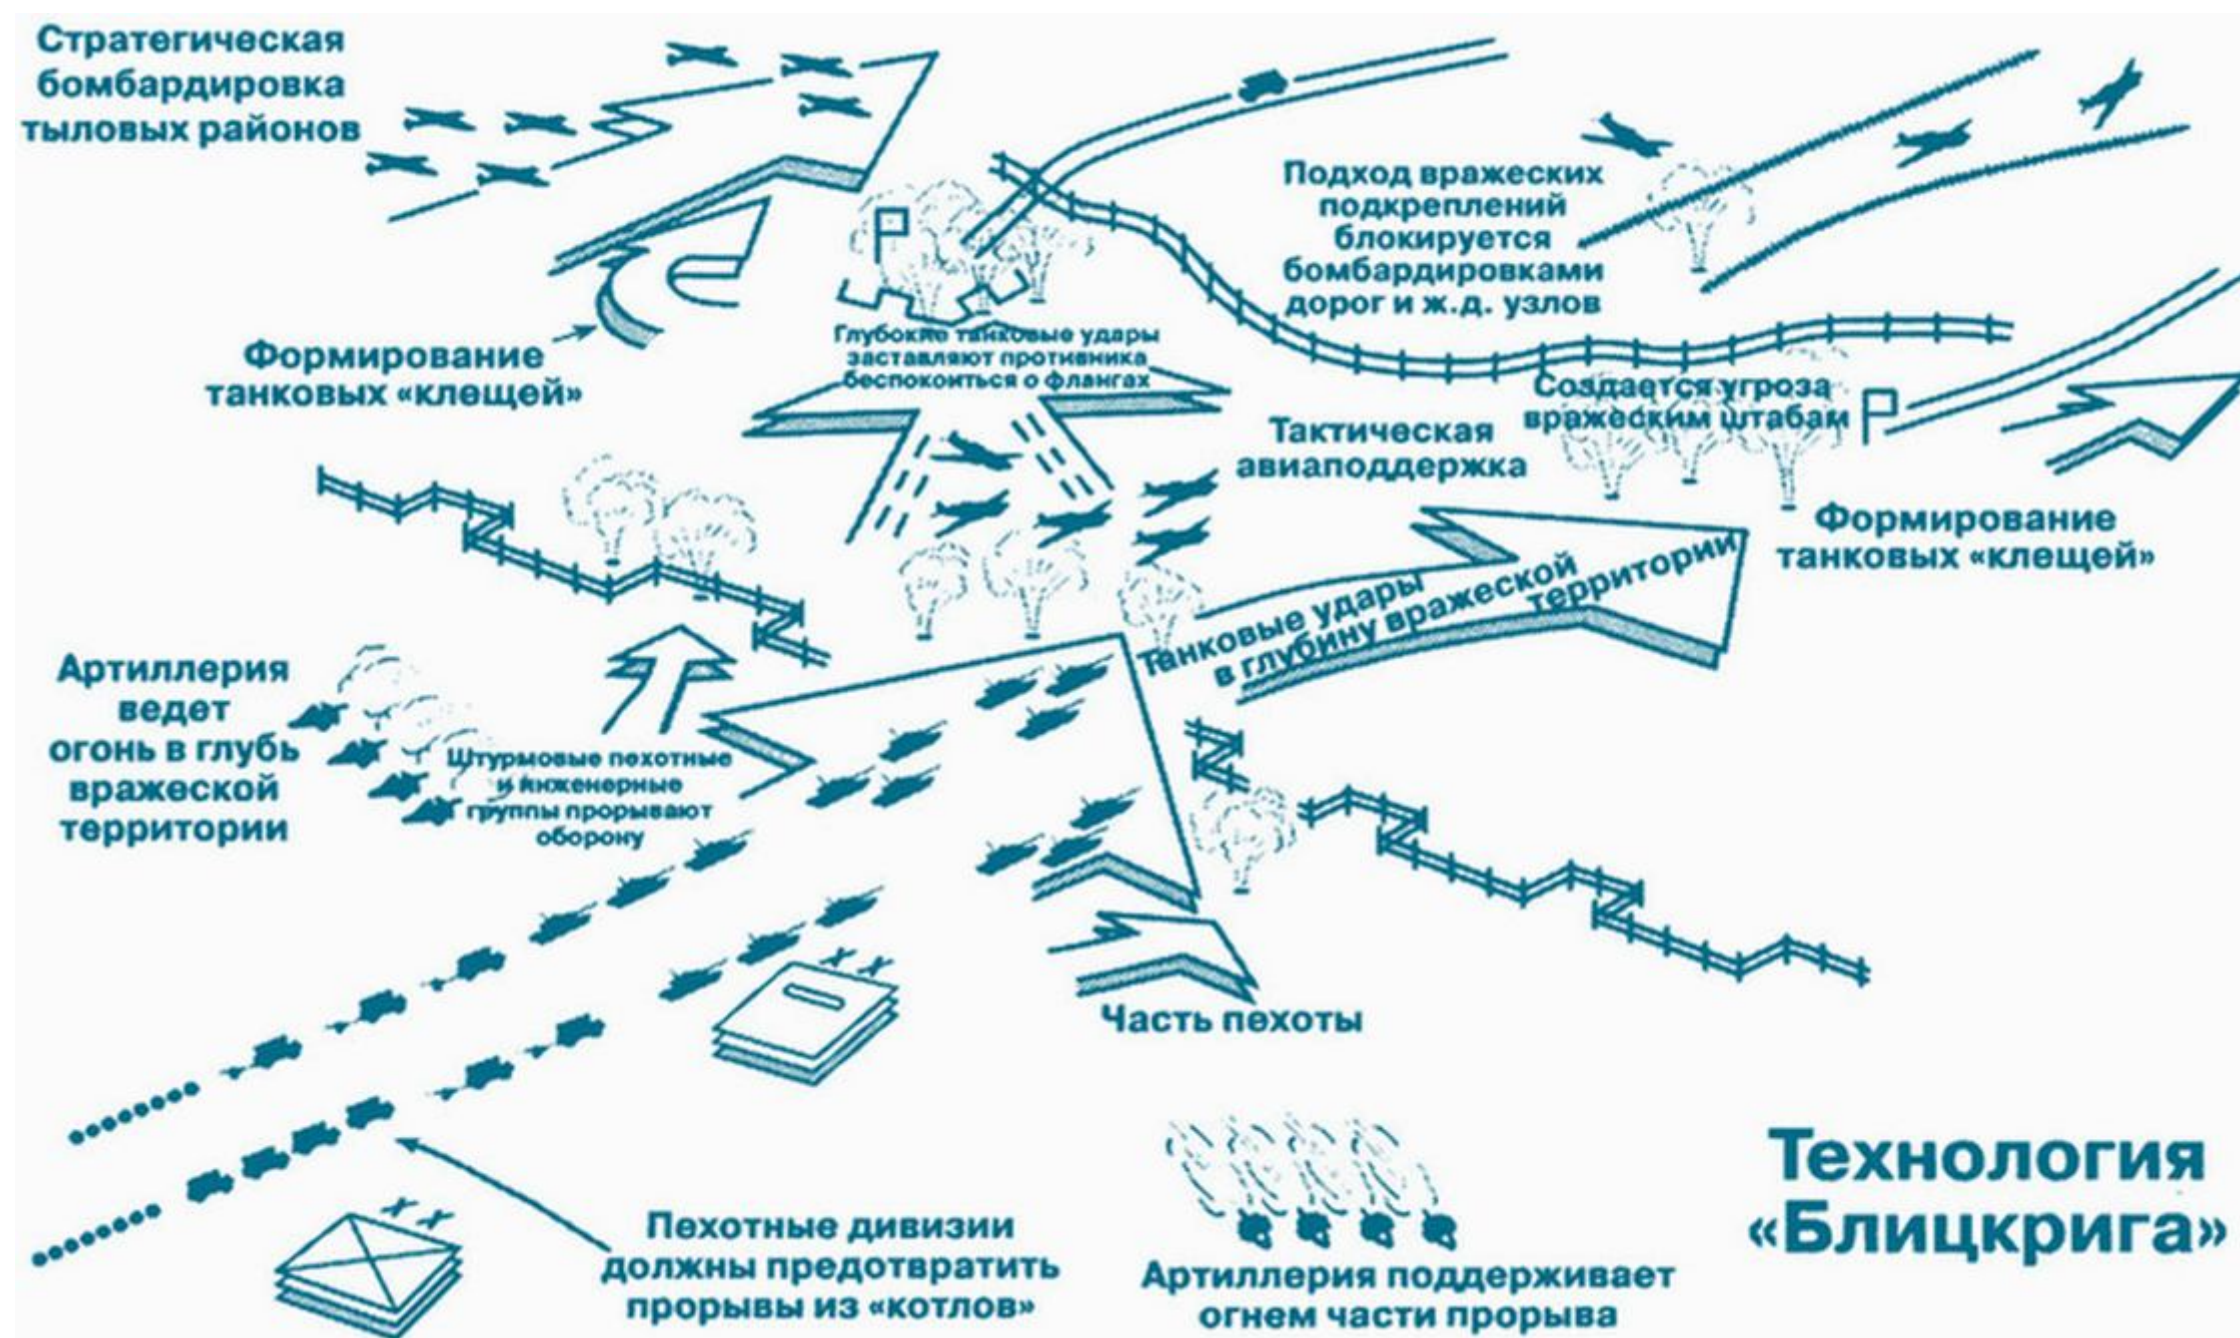 Стратегическая
бомбардировка
тыловых районов
Подход вражеских
подкреплений
блокируется
бомбардировками
дорог и ж.д. узлов
Формирование
танковых «клещей»
Глубокие танковые удары
заставляют противника
беспокоиться о флангах
Создается угроза
вражеским штабам
Тактическая
авиаподдержка
Формирование
танковых «клещей»
Танковые удары
в глубину вражеской
территории
Артиллерия
ведет
огонь в глубь
вражеской
территории
Штурмовые пехотные
и инженерные
группы прорывают
оборону
Часть пехоты
Технология
«Блицкрига»
Пехотные дивизии
должны предотвратить
прорывы из «котлов»
Артиллерия поддерживает
огнем части прорыва